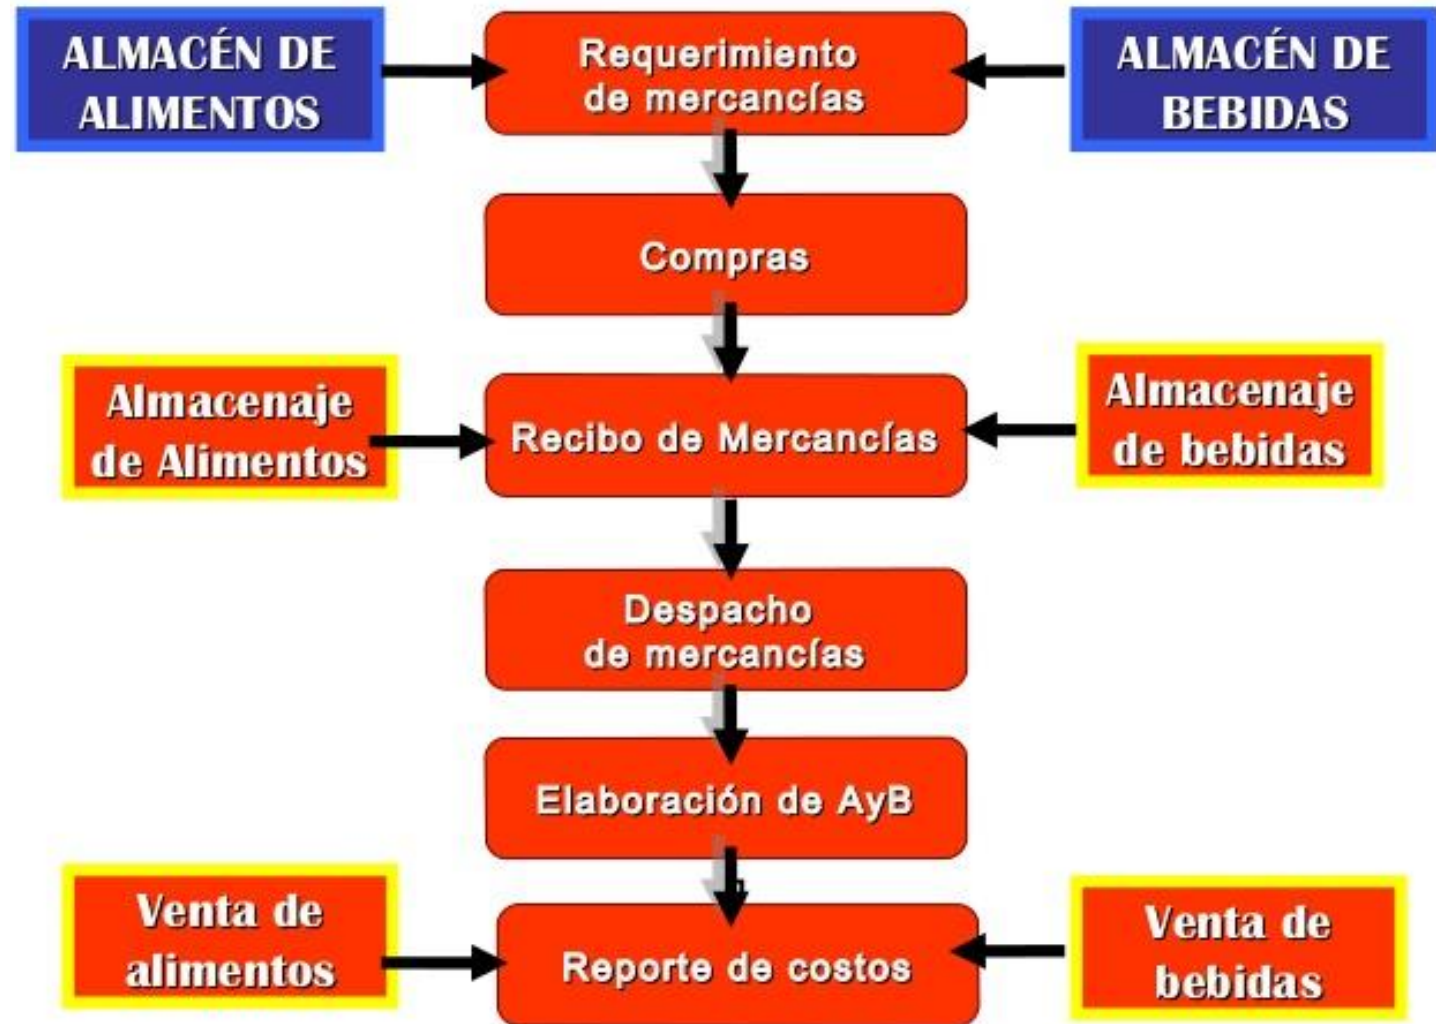 ALMACÉN DE
ALIMENTOS
Requerimiento
de mercancías
ALMACÉN DE
BEBIDAS
Compras
Almacenaje
de Alimentos
Recibo de Mercancías
Almacenaje
de bebidas
Despacho
de mercancías
Elaboración de AyB
Venta de
alimentos
Reporte de costos
Venta de
bebidas